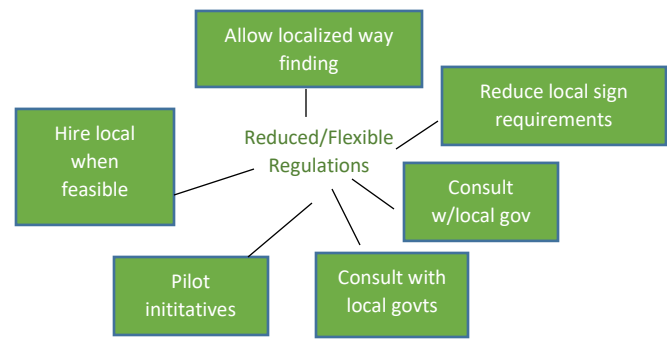 Allow localized way
finding
Reduce local sign
requirements
Hire local
when
feasible
Reduced/Flexible
Regulations
Consult
w/local gov
Pilot
inititatives
Consult with
local govts